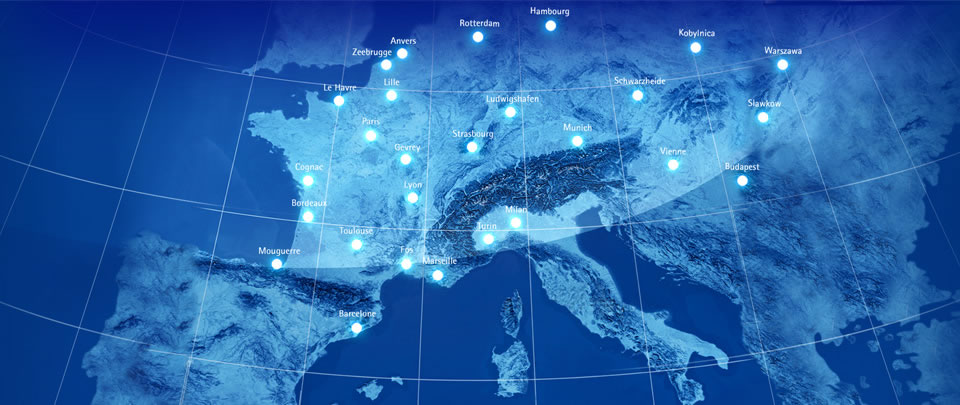 Hambourg
Rotterdam
Kobylnica
Anvers
Zeebrugge
Warszawa
Lille
Schwarzheide
Le Havre
Ludwigshafen
Slawkow
Paris
Strasbourg
Munich
Gevrey
Vienne
Cognac
Budapest
Lyon
Bordeaux
Milan
Turin
Toulouse
Mouguerre
Fos
Marseille
Barcelone